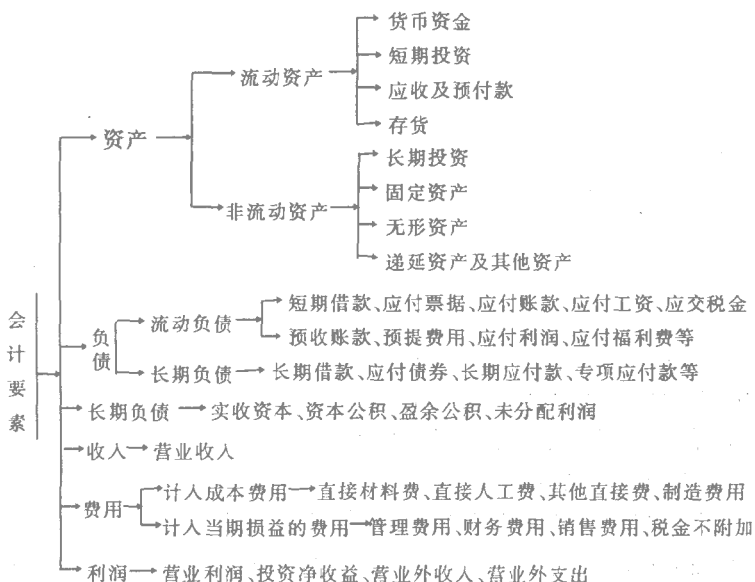 会计要素
资产
流动资产
货币资金
短期投资
应收及预付款
存货
非流动资产
长期投资
固定资产
无形资产
递延资产及其他资产
负债
流动负债
短期借款、应付票据、应付账款、应付工资、应交税金
预收账款、预提费用、应付利润、应付福利费等
长期负债
长期借款、应付债券、长期应付款、专项应付款等
长期负债
实收资本、资本公积、盈余公积、未分配利润
收入
营业收入
费用
计入成本费用
直接材料费、直接人工费、其他直接费、制造费用
计入当期损益的费用
管理费用、财务费用、销售费用、税金不附加
利润
营业利润、投资净收益、营业外收入、营业外支出